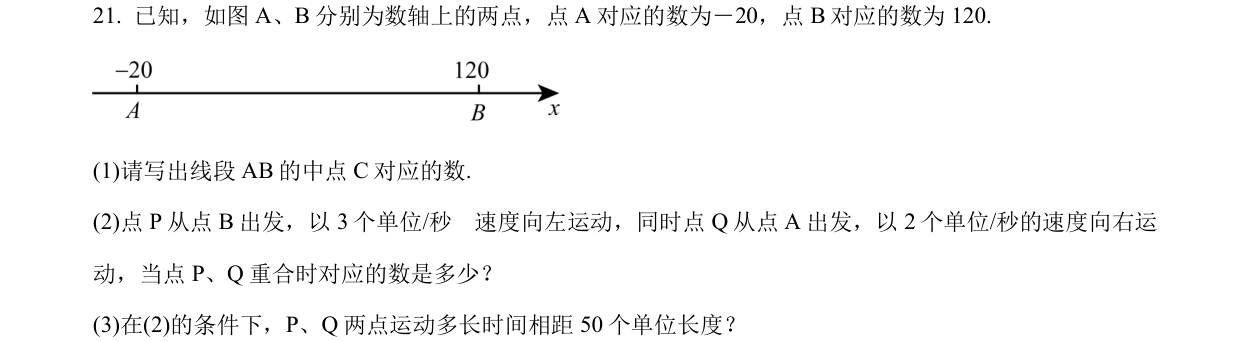 21. 已知，如图 A、B 分别为数轴上的两点，点 A 对应的数为－20，点 B 对应的数为 120.
–20 120
A B x
(1)请写出线段 AB 的中点 C 对应的数.
(2)点 P 从点 B 出发，以 3 个单位/秒 速度向左运动，同时点 Q 从点 A 出发，以 2 个单位/秒的速度向右运
动，当点 P、Q 重合时对应的数是多少？
(3)在(2)的条件下，P、Q 两点运动多长时间相距 50 个单位长度？